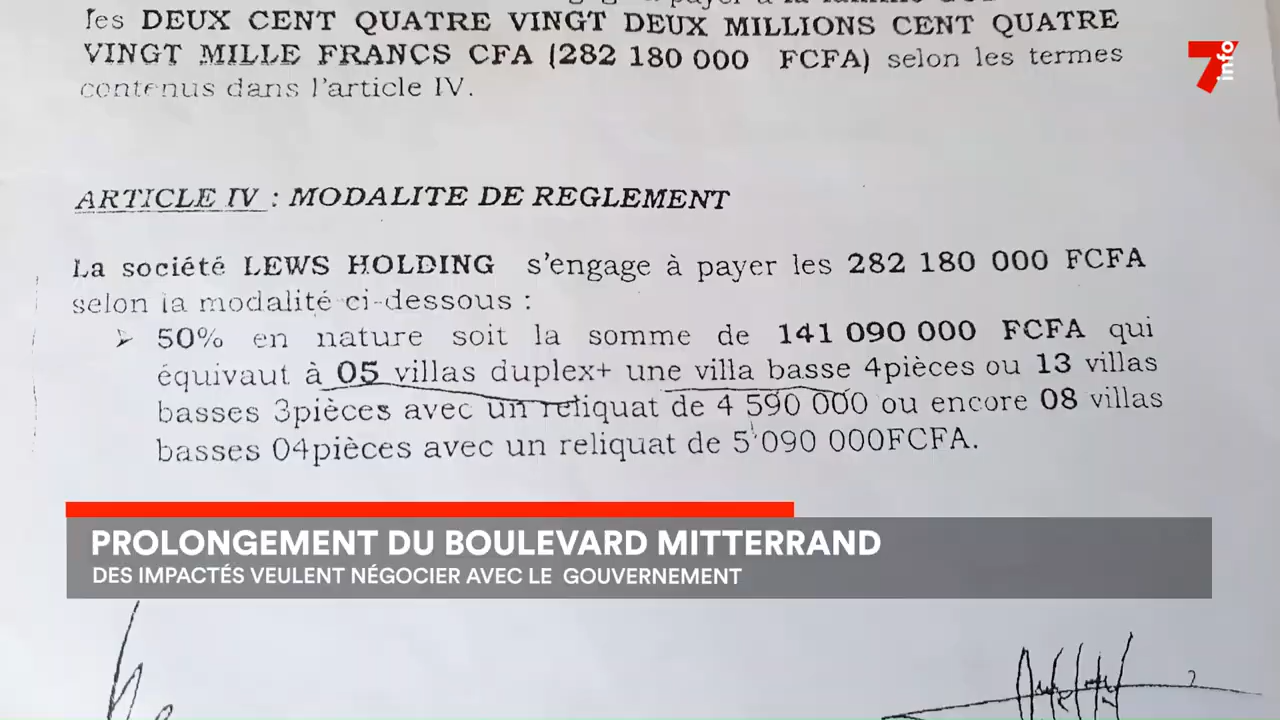 à payer à la famille
les DEUX CENT QUATRE VINGT DEUX MILLIONS CENT QUATRE
VINGT MILLE FRANCS CFA (282 180 000 FCFA) selon les termes
contenus dans l'article IV.
7info
ARTICLE IV : MODALITE DE REGLEMENT
La société LEWS HOLDING s'engage à payer les 282 180 000 FCFA
selon la modalité ci-dessous :
➢ 50% en nature soit la somme de 141 090 000 FCFA qui
équivaut à 05 villas duplex+ une villa basse 4pièces ou 13 villas
basses 3pièces avec un reliquat de 4 590 000 ou encore 08 villas
basses 04pièces avec un reliquat de 5 090 000FCFA.
PROLONGEMENT DU BOULEVARD MITTERRAND
DES IMPACTÉS VEULENT NÉGOCIER AVEC LE GOUVERNEMENT